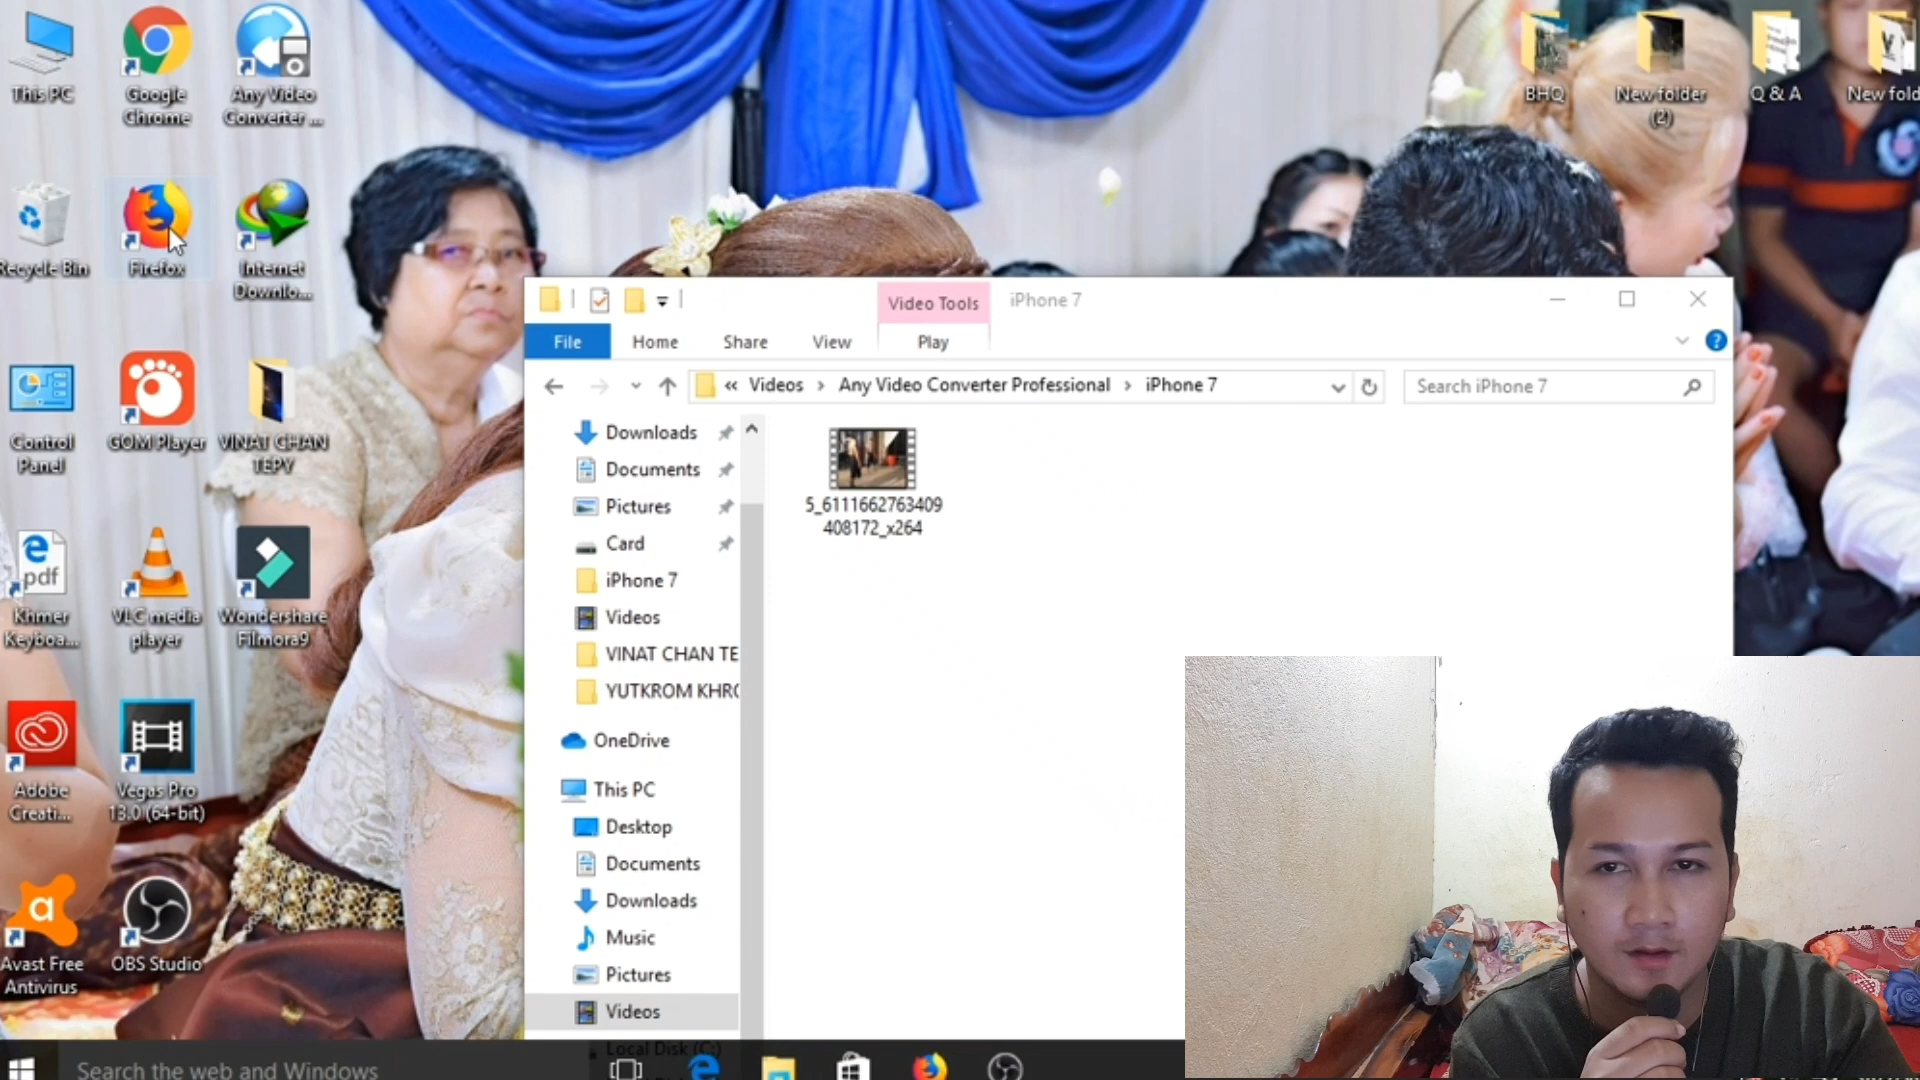 This PC
Google
Chrome
Any Video
Converter ...
BHQ
New folder
(2)
Q & A
New fold
Recycle Bin
Firefox
Internet
Downlo...
Control
Panel
GOM Player
VINAT CHAN
TEPY
pdf
Khmer
Keyboa...
VLC media
player
Wondershare
Filmora9
Adobe
Creati...
Vegas Pro
13.0 (64-bit)
Avast Free
Antivirus
OBS Studio
Video Tools
iPhone 7
File
Home
Share
View
Play
« Videos › Any Video Converter Professional › iPhone 7
Search iPhone 7
Downloads
Documents
Pictures
Card
iPhone 7
Videos
VINAT CHAN TE
YUTKROM KHRO
OneDrive
This PC
Desktop
Documents
Downloads
Music
Pictures
Videos
Local Disk (C:)
5_6111662763409
408172_x264
Search the web and Windows